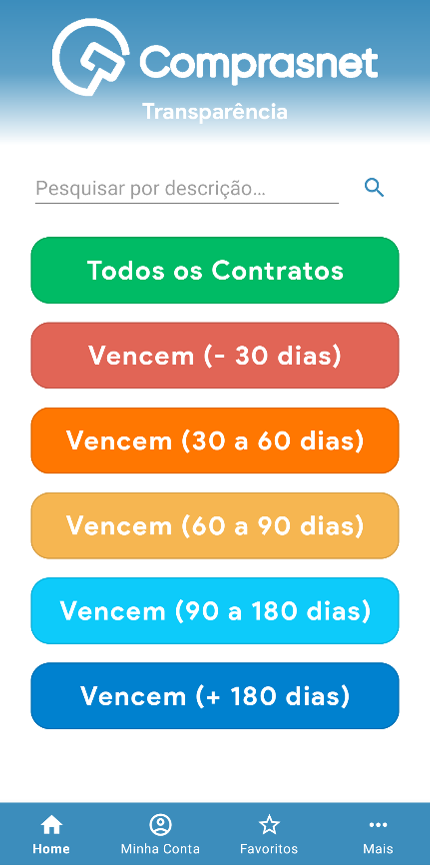 Comprasnet
Transparência
Pesquisar por descrição...
Todos os Contratos
Vencem (- 30 dias)
Vencem (30 a 60 dias)
Vencem (60 a 90 dias)
Vencem (90 a 180 dias)
Vencem (+ 180 dias)
Home Minha Conta Favoritos Mais